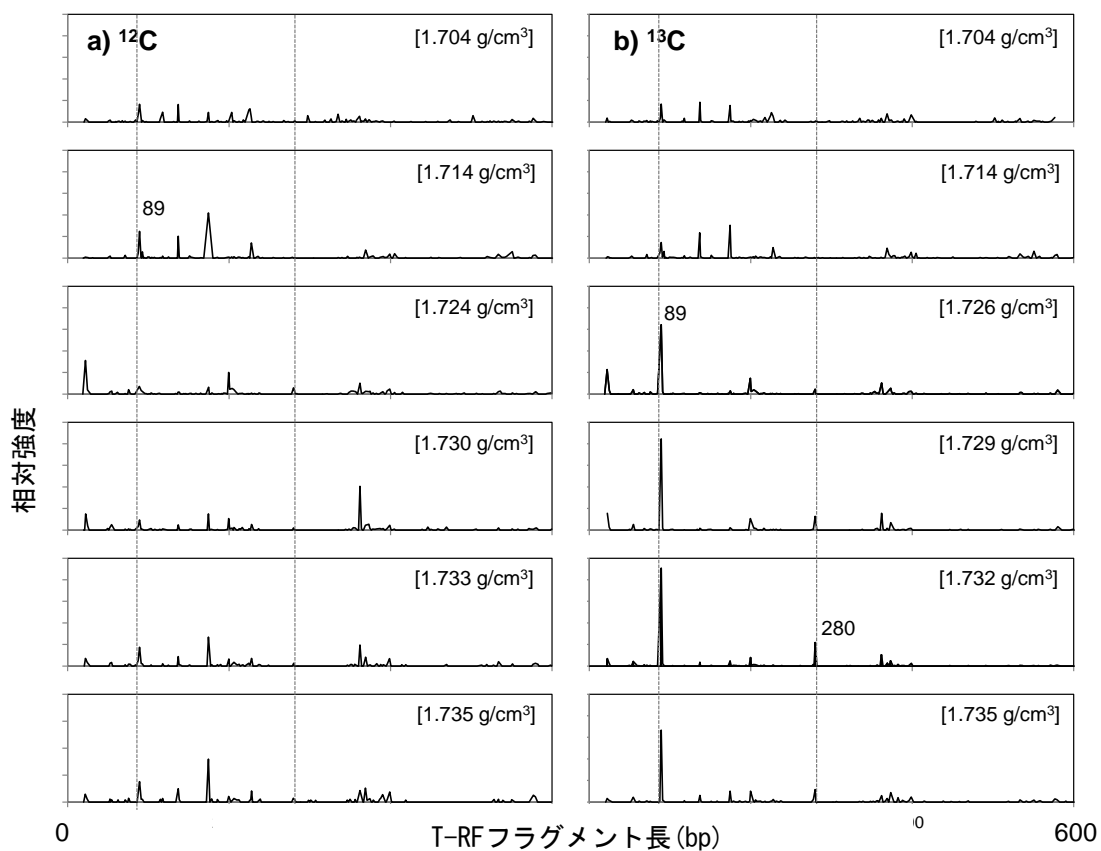 a) ¹²C
[1.704 g/cm³]
[1.714 g/cm³]
89
[1.724 g/cm³]
[1.730 g/cm³]
[1.733 g/cm³]
[1.735 g/cm³]
b) ¹³C
[1.704 g/cm³]
[1.714 g/cm³]
[1.726 g/cm³]
89
[1.729 g/cm³]
[1.732 g/cm³]
280
[1.735 g/cm³]
相対強度
0
T-RFフラグメント長(bp)
600